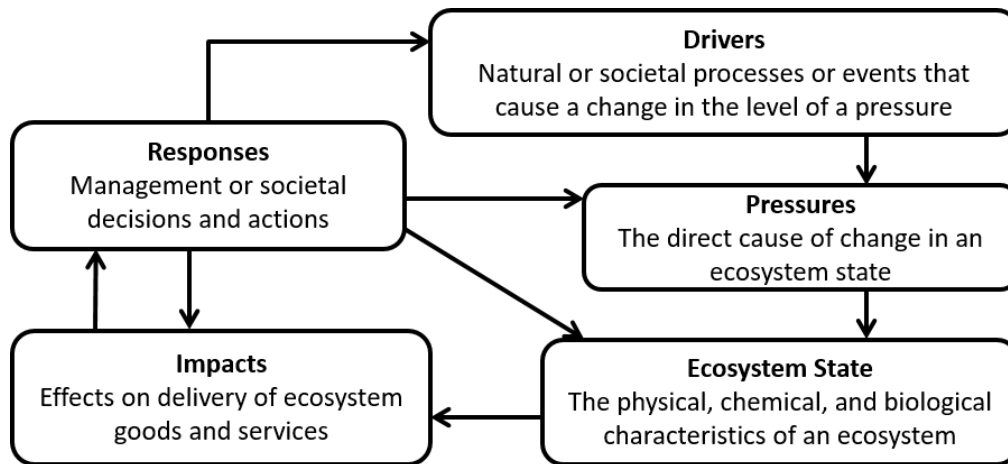 Drivers
Natural or societal processes or events that
cause a change in the level of a pressure
Responses
Management or societal
decisions and actions
Pressures
The direct cause of change in an
ecosystem state
Impacts
Effects on delivery of ecosystem
goods and services
Ecosystem State
The physical, chemical, and biological
characteristics of an ecosystem